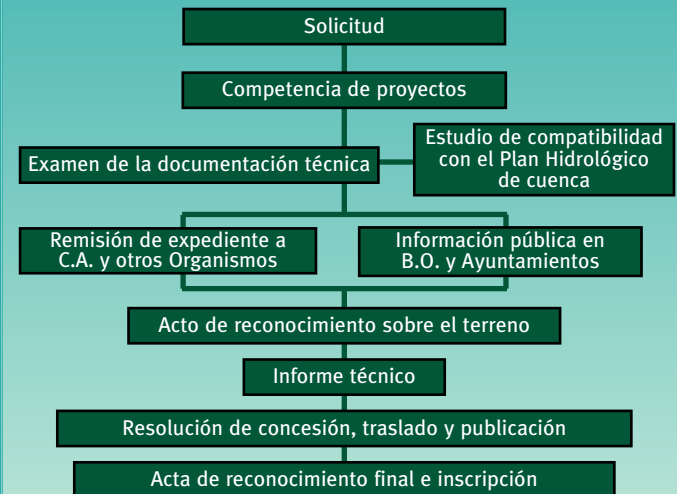 Solicitud
Competencia de proyectos
Examen de la documentación técnica
Estudio de compatibilidad
con el Plan Hidrológico
de cuenca
Remisión de expediente a
C.A. y otros Organismos
Información pública en
B.O. y Ayuntamientos
Acto de reconocimiento sobre el terreno
Informe técnico
Resolución de concesión, traslado y publicación
Acta de reconocimiento final e inscripción